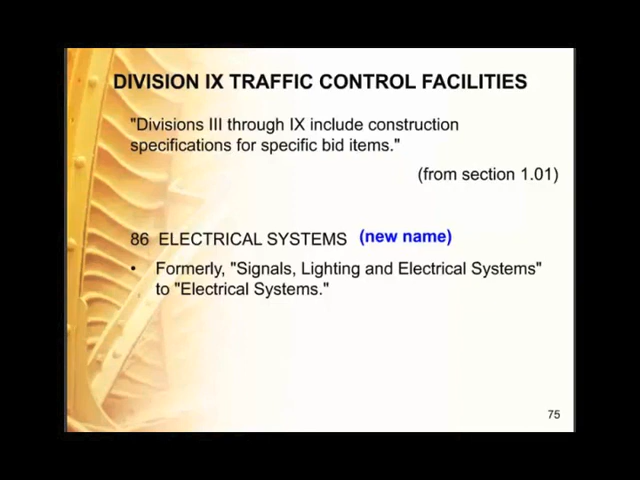 DIVISION IX TRAFFIC CONTROL FACILITIES
"Divisions III through IX include construction
specifications for specific bid items."
(from section 1.01)
86 ELECTRICAL SYSTEMS (new name)
• Formerly, "Signals, Lighting and Electrical Systems"
to "Electrical Systems."
75